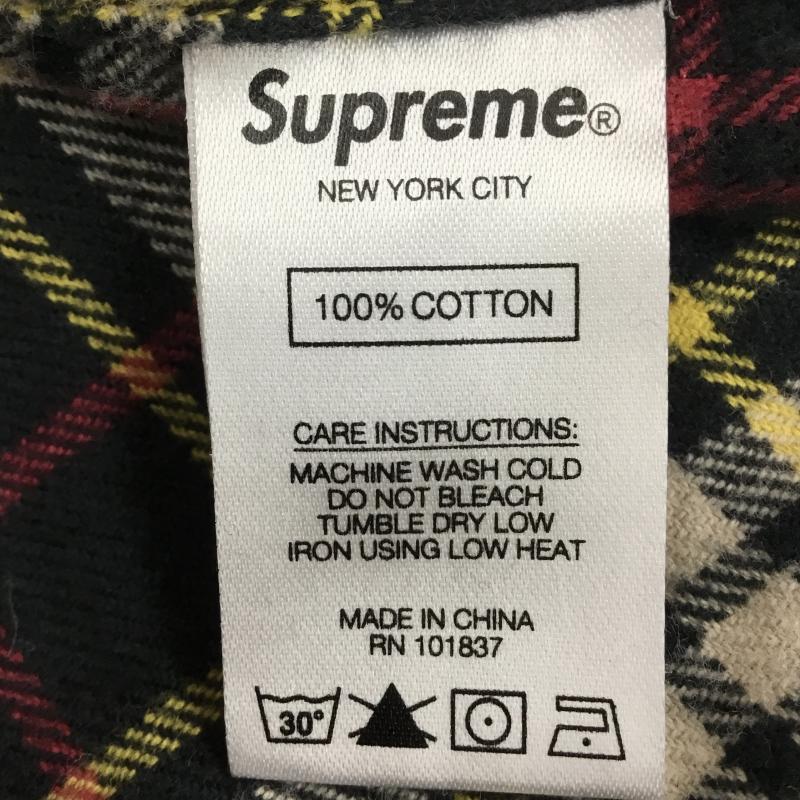 Supreme®
NEW YORK CITY
100% COTTON
CARE INSTRUCTIONS:
MACHINE WASH COLD
DO NOT BLEACH
TUMBLE DRY LOW
IRON USING LOW HEAT
MADE IN CHINA
RN 101837
30°